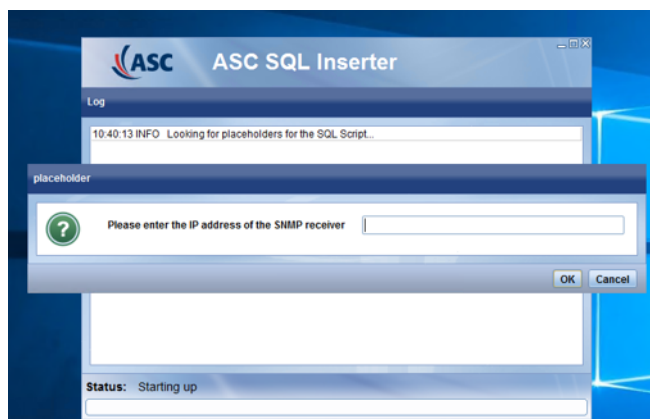 ASC ASC SQL Inserter
Log
10:40:13 INFO Looking for placeholders for the SQL Script...
placeholder
Please enter the IP address of the SNMP receiver
OK Cancel
Status: Starting up